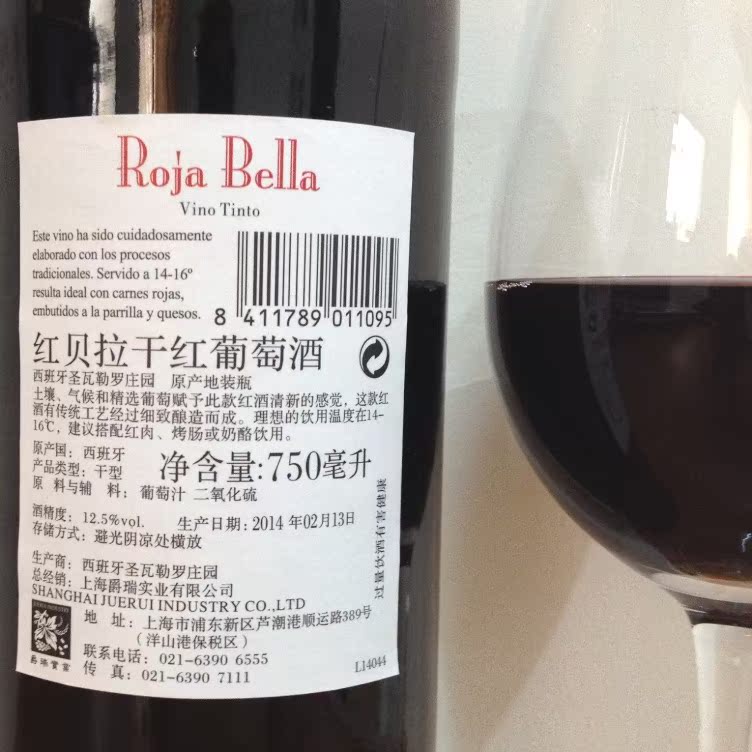 Roja Bella
Vino Tinto
Este vino ha sido cuidadosamente
elaborado con los procesos
tradicionales. Servido a 14-16º
resulta ideal con carnes rojas,
embutidos a la parrilla y quesos.
8 411789 011095
红贝拉干红葡萄酒
西班牙圣瓦勒罗庄园 原产地装瓶
土壤、气候和精选葡萄赋予此款红酒清新的感觉，这款红
酒有传统工艺经过细致酿造而成。理想的饮用温度在14-
16℃，建议搭配红肉、烤肠或奶酪饮用。
原产国：西班牙
产品类型：干型
净含量:750毫升
原 料与辅 料：葡萄汁 二氧化硫
酒精度：12.5%vol. 生产日期：2014 年02月13日
存储方式：避光阴凉处横放
过量饮酒有害健康
生产商：西班牙圣瓦勒罗庄园
总经销：上海爵瑞实业有限公司
SHANGHAI JUERUI INDUSTRY CO.,LTD
地 址：上海市浦东新区芦潮港顺运路389号
（洋山港保税区）
联系电话：021-6390 6555
传 真：021-6390 7111
L14044